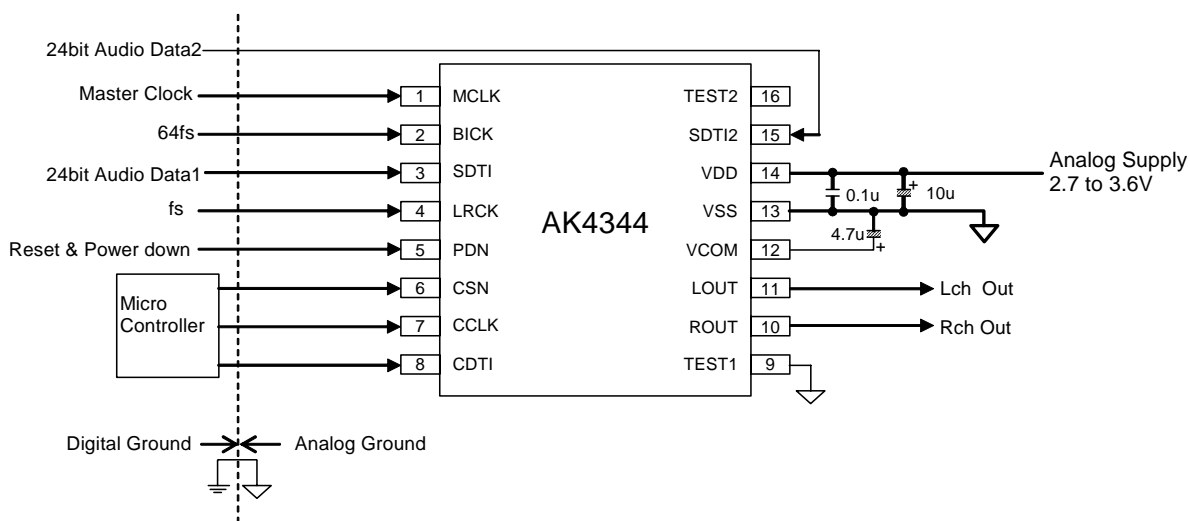 24bit Audio Data2
Master Clock
64fs
24bit Audio Data1
fs
Reset & Power down
Micro
Controller
1 MCLK
2 BICK
3 SDTI
4 LRCK
5 PDN
6 CSN
7 CCLK
8 CDTI
AK4344
TEST2 16
SDTI2 15
VDD 14
VSS 13
VCOM 12
LOUT 11
ROUT 10
TEST1 9
0.1u
+
10u
4.7u
+
Analog Supply
2.7 to 3.6V
Lch Out
Rch Out
Digital Ground
Analog Ground